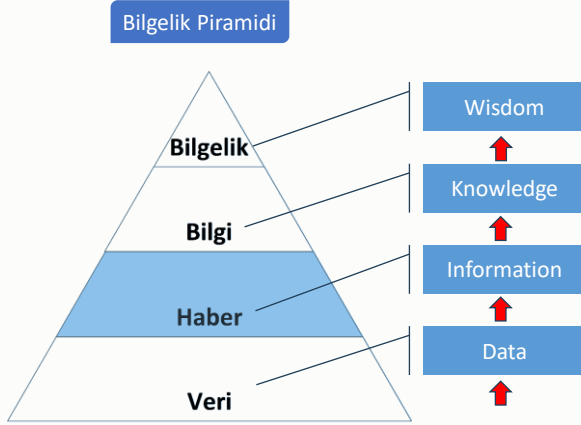 Bilgelik Piramidi
Bilgelik
Wisdom
Bilgi
Knowledge
Haber
Information
Veri
Data